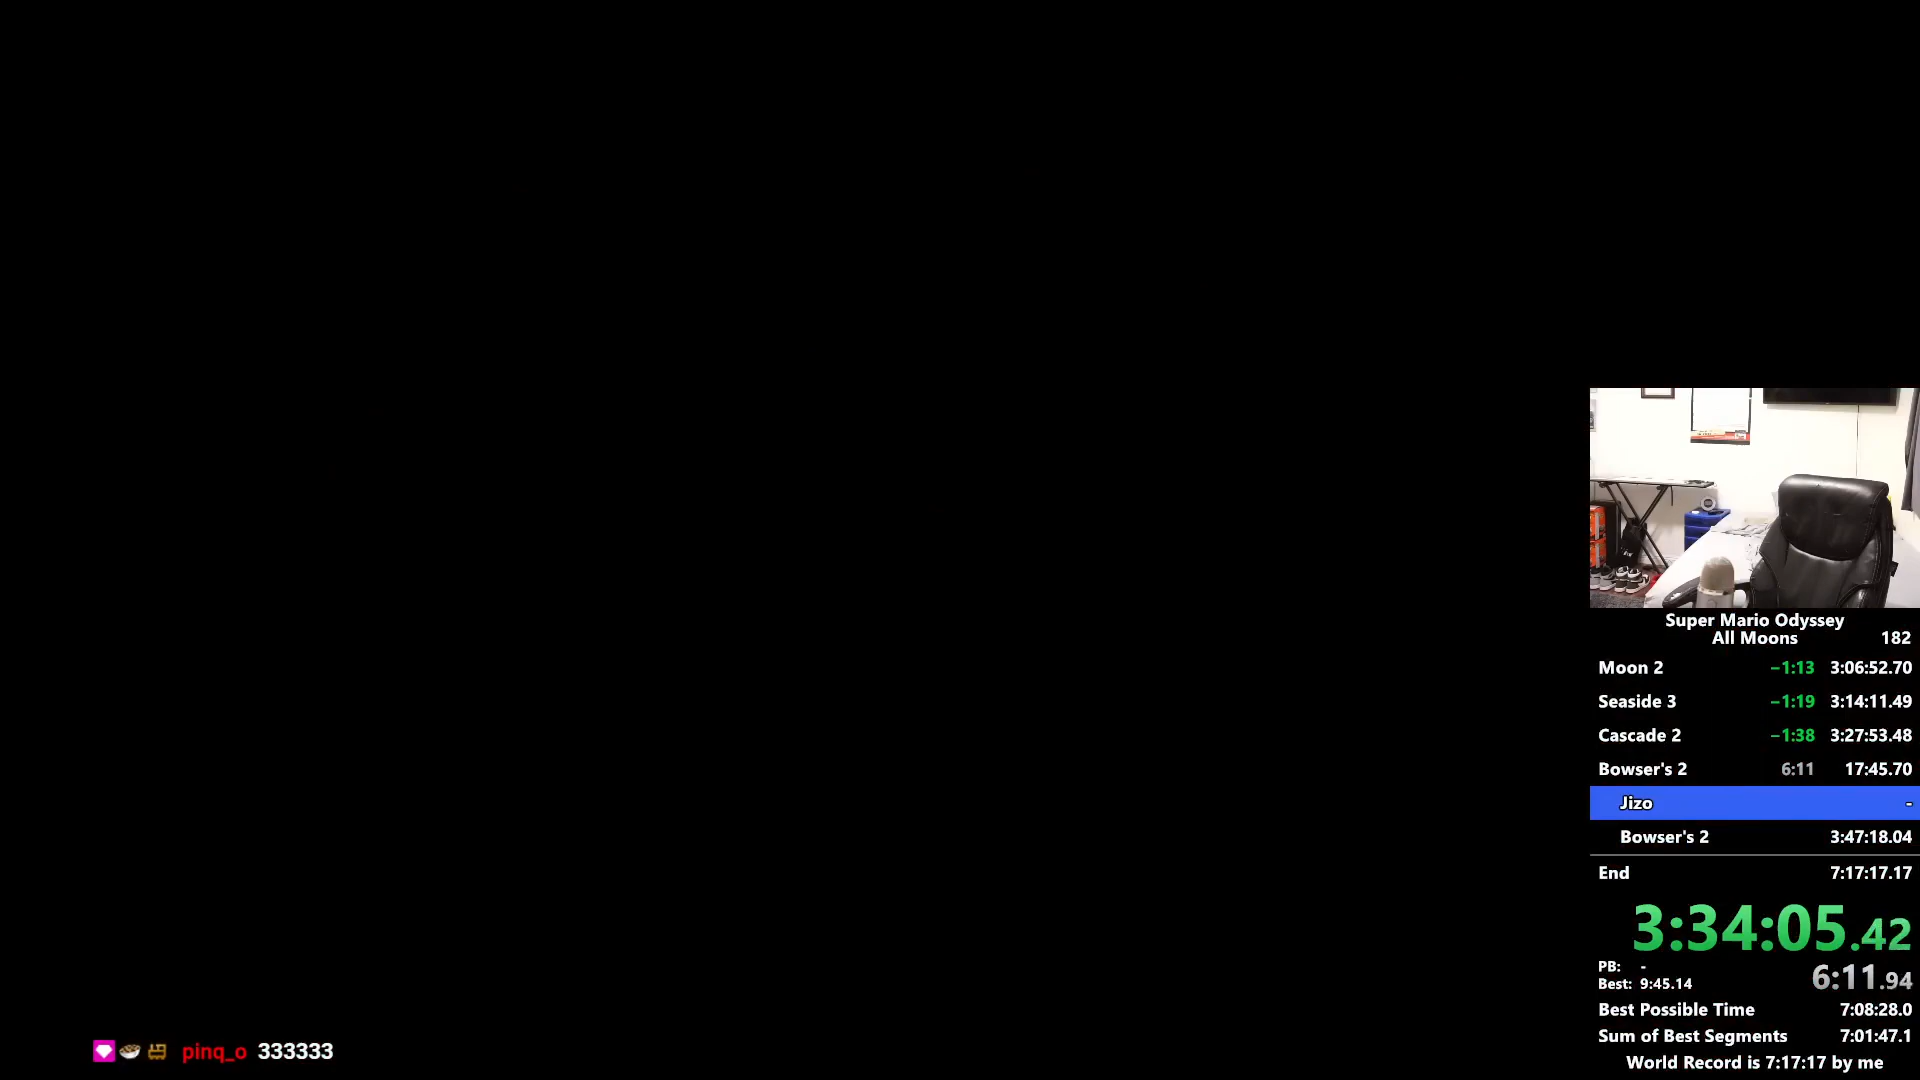 Super Mario Odyssey
All Moons 182
Moon 2 −1:13 3:06:52.70
Seaside 3 −1:19 3:14:11.49
Cascade 2 −1:38 3:27:53.48
Bowser's 2 6:11 17:45.70
Jizo -
Bowser's 2 3:47:18.04
End 7:17:17.17
3:34:05.42
PB: -
6:11.94
Best: 9:45.14
Best Possible Time 7:08:28.0
Sum of Best Segments 7:01:47.1
World Record is 7:17:17 by me
pinq_o 333333